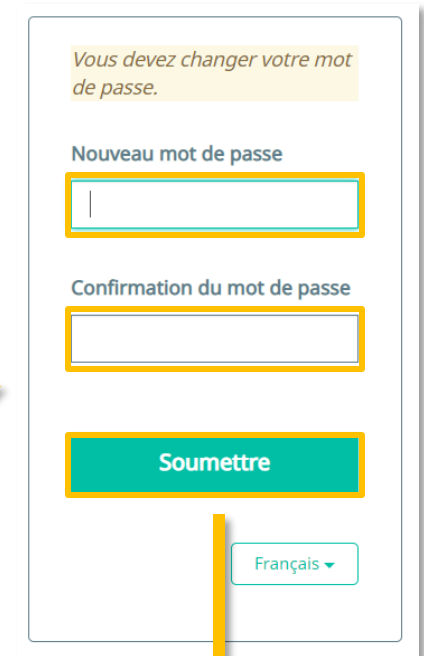 Vous devez changer votre mot
de passe.
Nouveau mot de passe
Confirmation du mot de passe
Soumettre
Français